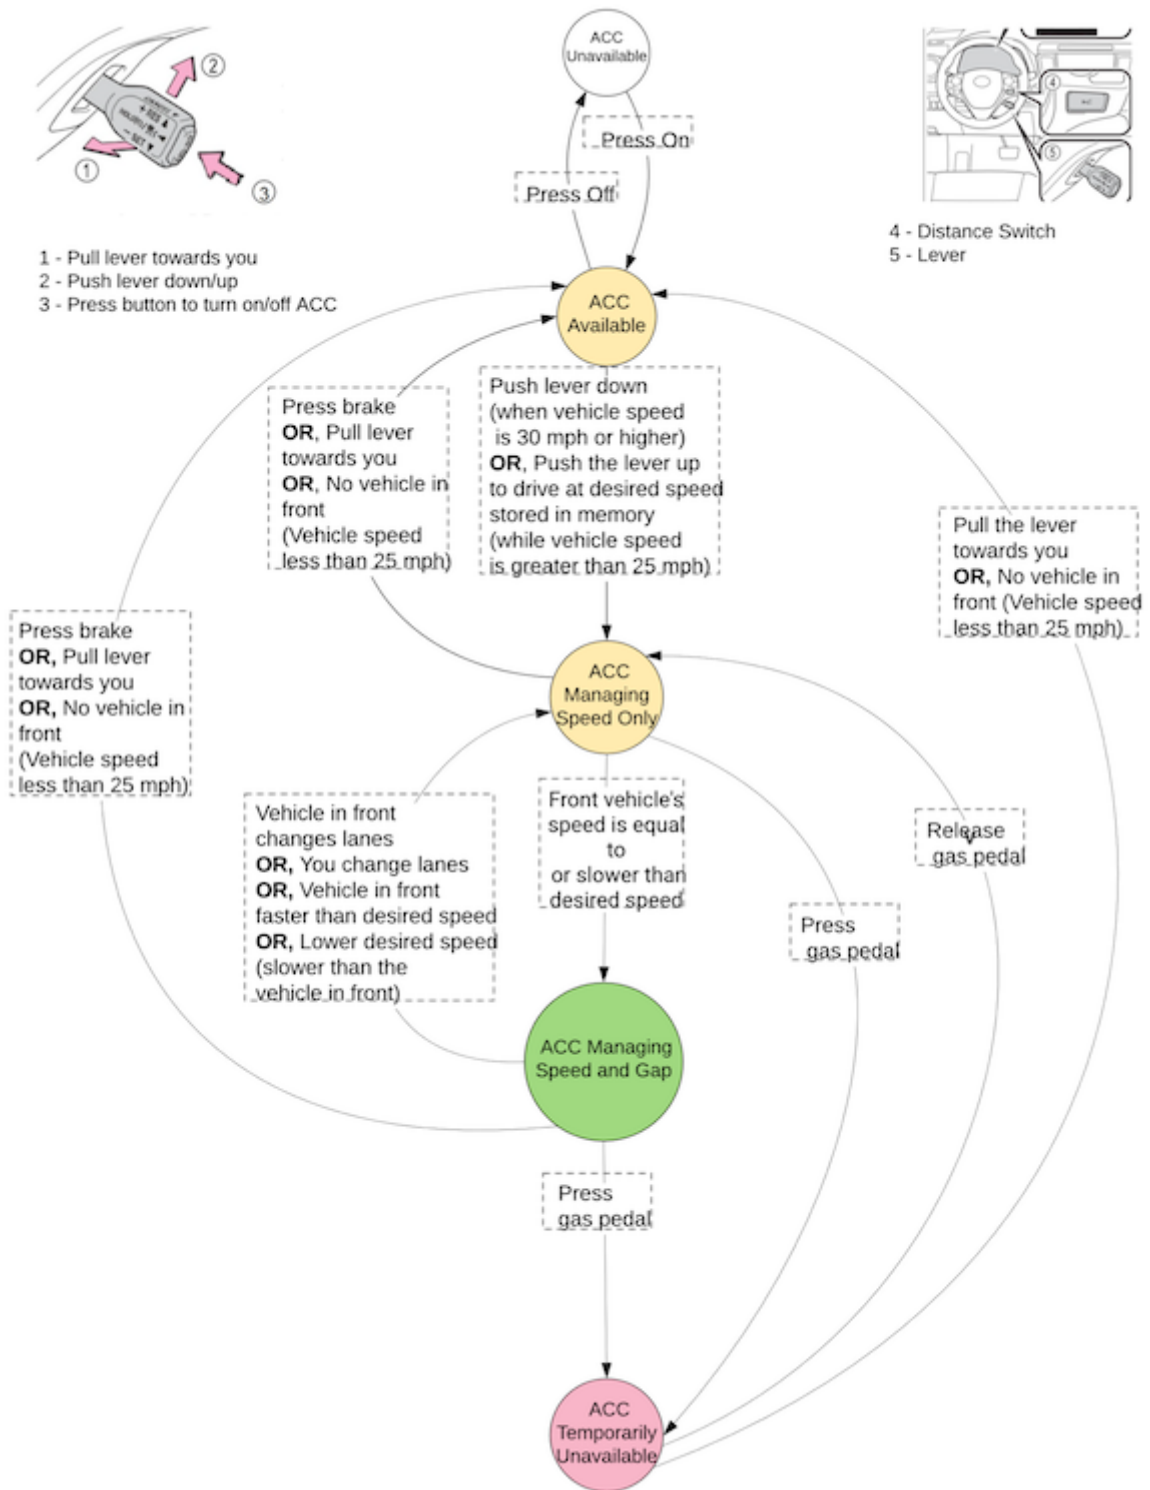 ACC
Unavailable
Press On
Press Off
1
2
3
1 - Pull lever towards you
2 - Push lever down/up
3 - Press button to turn on/off ACC
4
5
4 - Distance Switch
5 - Lever
ACC
Available
Press brake
OR, Pull lever
towards you
OR, No vehicle in
front
(Vehicle speed
less than 25 mph)
Push lever down
(when vehicle speed
is 30 mph or higher)
OR, Push the lever up
to drive at desired speed
stored in memory
(while vehicle speed
is greater than 25 mph)
Pull the lever
towards you
OR, No vehicle in
front (Vehicle speed
less than 25 mph)
Press brake
OR, Pull lever
towards you
OR, No vehicle in
front
(Vehicle speed
less than 25 mph)
ACC
Managing
Speed Only
Vehicle in front
changes lanes
OR, You change lanes
OR, Vehicle in front
faster than desired speed
OR, Lower desired speed
(slower than the
vehicle in front)
Front vehicle's
speed is equal
to
or slower than
desired speed
Release
gas pedal
Press
gas pedal
ACC Managing
Speed and Gap
Press
gas pedal
ACC
Temporarily
Unavailable